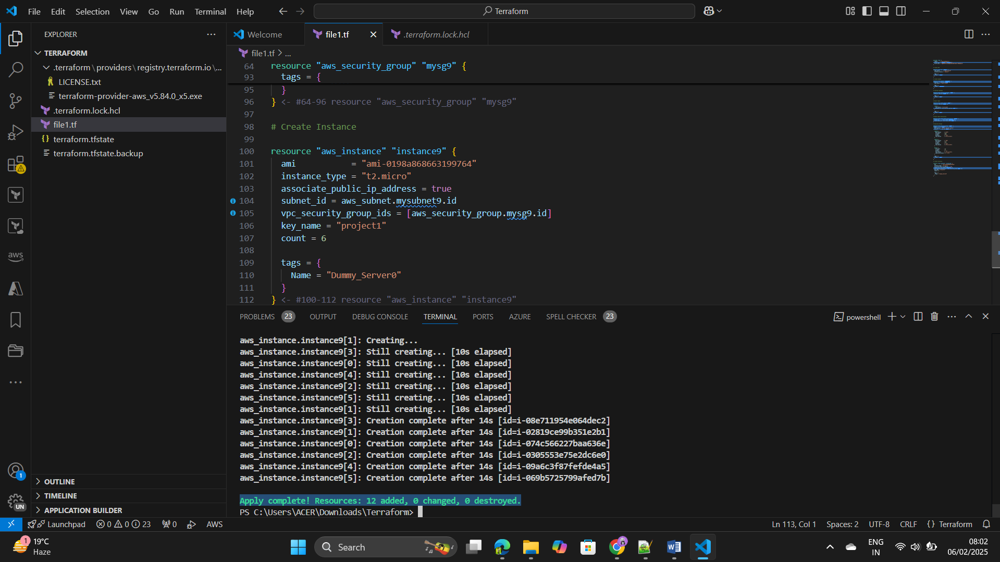 File Edit Selection View Go Run Terminal Help
Terraform
EXPLORER
TERRAFORM
.terraform\providers\registry.terraform.io\...
LICENSE.txt
terraform-provider-aws_v5.84.0_x5.exe
.terraform.lock.hcl
file1.tf
terraform.tfstate
terraform.tfstate.backup
OUTLINE
TIMELINE
APPLICATION BUILDER
aws
1
UN
Welcome
file1.tf
.terraform.lock.hcl
file1.tf > ...
64 resource "aws_security_group" "mysg9" {
93 tags = {
95 }
96 } <- #64-96 resource "aws_security_group" "mysg9"
97
98 # Create Instance
99
100 resource "aws_instance" "instance9" {
101 ami = "ami-0198a868663199764"
102 instance_type = "t2.micro"
103 associate_public_ip_address = true
104 subnet_id = aws_subnet.mysubnet9.id
105 vpc_security_group_ids = [aws_security_group.mysg9.id]
106 key_name = "project1"
107 count = 6
108
109 tags = {
110 Name = "Dummy_Server0"
111 }
112 } <- #100-112 resource "aws_instance" "instance9"
PROBLEMS 23 OUTPUT DEBUG CONSOLE TERMINAL PORTS AZURE SPELL CHECKER 23
powershell
aws_instance.instance9[1]: Creating...
aws_instance.instance9[3]: Still creating... [10s elapsed]
aws_instance.instance9[0]: Still creating... [10s elapsed]
aws_instance.instance9[4]: Still creating... [10s elapsed]
aws_instance.instance9[2]: Still creating... [10s elapsed]
aws_instance.instance9[5]: Still creating... [10s elapsed]
aws_instance.instance9[1]: Still creating... [10s elapsed]
aws_instance.instance9[3]: Creation complete after 14s [id=i-08e711954e064dec2]
aws_instance.instance9[1]: Creation complete after 14s [id=i-02819ce99b351e2b1]
aws_instance.instance9[0]: Creation complete after 14s [id=i-074c566227baa636e]
aws_instance.instance9[2]: Creation complete after 14s [id=i-0305553e75e2dc6e0]
aws_instance.instance9[4]: Creation complete after 14s [id=i-09a6c3f87fefde4a5]
aws_instance.instance9[5]: Creation complete after 14s [id=i-069b5725799afed7b]
Apply complete! Resources: 12 added, 0 changed, 0 destroyed.
PS C:\Users\ACER\Downloads\Terraform>
Launchpad 0 0 23 0 AWS
Ln 113, Col 1 Spaces: 2 UTF-8 CRLF {} Terraform
1
19°C
Haze
Search
ENG
IN
08:02
06/02/2025